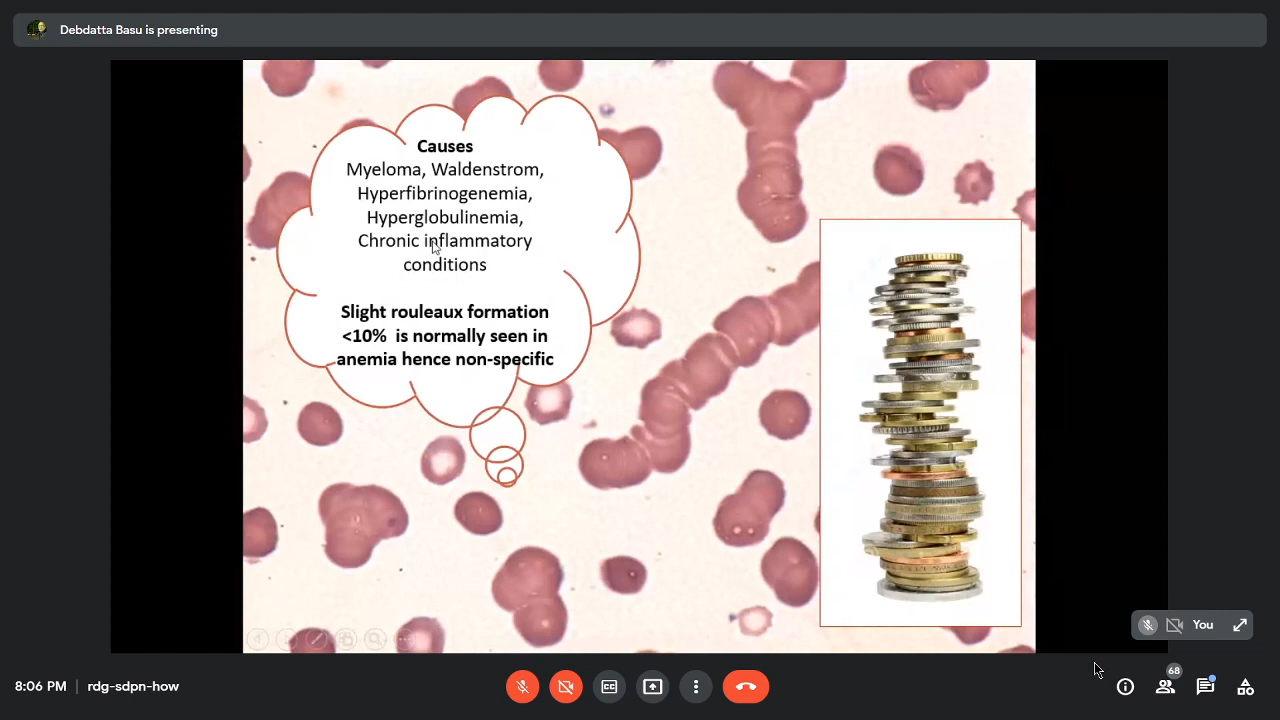 Debdatta Basu is presenting
Causes
Myeloma, Waldenstrom,
Hyperfibrinogenemia,
Hyperglobulinemia,
Chronic inflammatory
conditions
Slight rouleaux formation
<10% is normally seen in
anemia hence non-specific
You
8:06 PM | rdg-sdpn-how
68